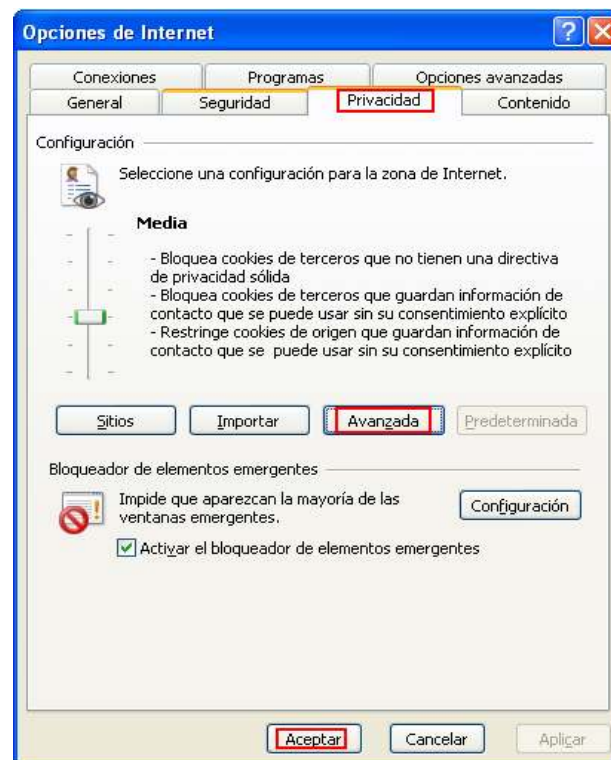 Opciones de Internet
Conexiones Programas Opciones avanzadas
General Seguridad Privacidad Contenido
Configuración
Seleccione una configuración para la zona de Internet.
Media
- Bloquea cookies de terceros que no tienen una directiva
de privacidad sólida
- Bloquea cookies de terceros que guardan información de
contacto que se puede usar sin su consentimiento explícito
- Restringe cookies de origen que guardan información de
contacto que se puede usar sin su consentimiento explícito
Sitios Importar Avanzada Predeterminada
Bloqueador de elementos emergentes
Impide que aparezcan la mayoría de las
ventanas emergentes.
Configuración
Activar el bloqueador de elementos emergentes
Aceptar Cancelar Aplicar